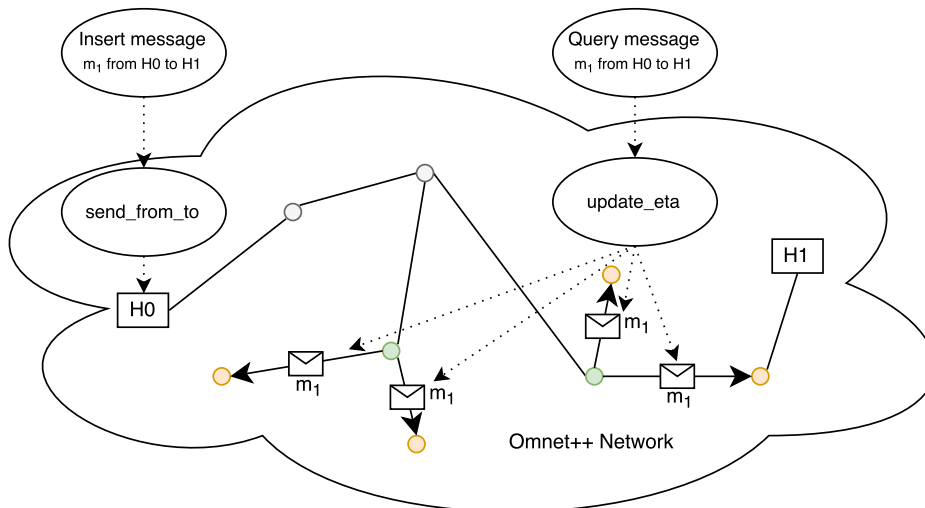 Insert message
m₁ from H0 to H1
Query message
m₁ from H0 to H1
send_from_to
update_eta
H1
H0
m₁
m₁
m₁
m₁
Omnet++ Network